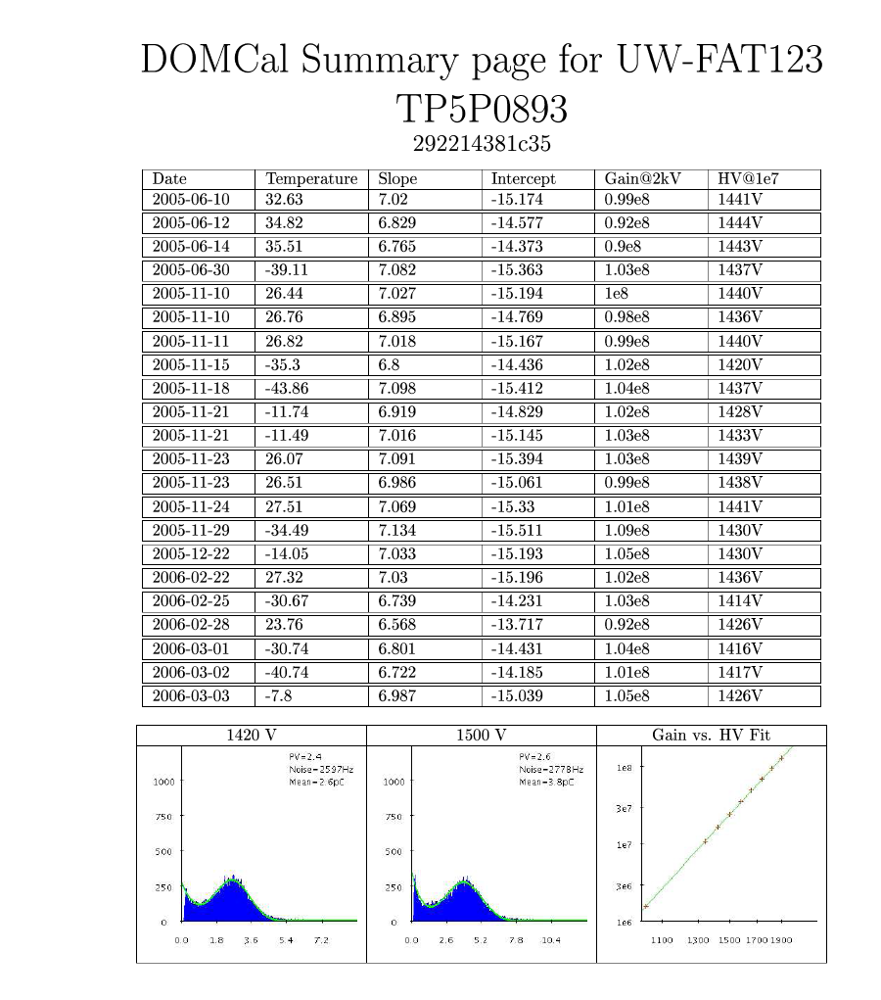 DOMCal Summary page for UW-FAT123
TP5P0893
292214381c35
Date Temperature Slope Intercept Gain@2kV HV@1e7
2005-06-10 32.63 7.02 -15.174 0.99e8 1441V
2005-06-12 34.82 6.829 -14.577 0.92e8 1444V
2005-06-14 35.51 6.765 -14.373 0.9e8 1443V
2005-06-30 -39.11 7.082 -15.363 1.03e8 1437V
2005-11-10 26.44 7.027 -15.194 1e8 1440V
2005-11-10 26.76 6.895 -14.769 0.98e8 1436V
2005-11-11 26.82 7.018 -15.167 0.99e8 1440V
2005-11-15 -35.3 6.8 -14.436 1.02e8 1420V
2005-11-18 -43.86 7.098 -15.412 1.04e8 1437V
2005-11-21 -11.74 6.919 -14.829 1.02e8 1428V
2005-11-21 -11.49 7.016 -15.145 1.03e8 1433V
2005-11-23 26.07 7.091 -15.394 1.03e8 1439V
2005-11-23 26.51 6.986 -15.061 0.99e8 1438V
2005-11-24 27.51 7.069 -15.33 1.01e8 1441V
2005-11-29 -34.49 7.134 -15.511 1.09e8 1430V
2005-12-22 -14.05 7.033 -15.193 1.05e8 1430V
2006-02-22 27.32 7.03 -15.196 1.02e8 1436V
2006-02-25 -30.67 6.739 -14.231 1.03e8 1414V
2006-02-28 23.76 6.568 -13.717 0.92e8 1426V
2006-03-01 -30.74 6.801 -14.431 1.04e8 1416V
2006-03-02 -40.74 6.722 -14.185 1.01e8 1417V
2006-03-03 -7.8 6.987 -15.039 1.05e8 1426V
1420 V 1500 V Gain vs. HV Fit
PV=2.4
Noise=2597Hz
Mean=2.6pC
1000
750
500
250
0
0.0 1.8 3.6 5.4 7.2
PV=2.6
Noise=2778Hz
Mean=3.8pC
1000
750
500
250
0
0.0 2.6 5.2 7.8 10.4
1e8
3e7
1e7
3e6
1e6
1100 1300 1500 1700 1900